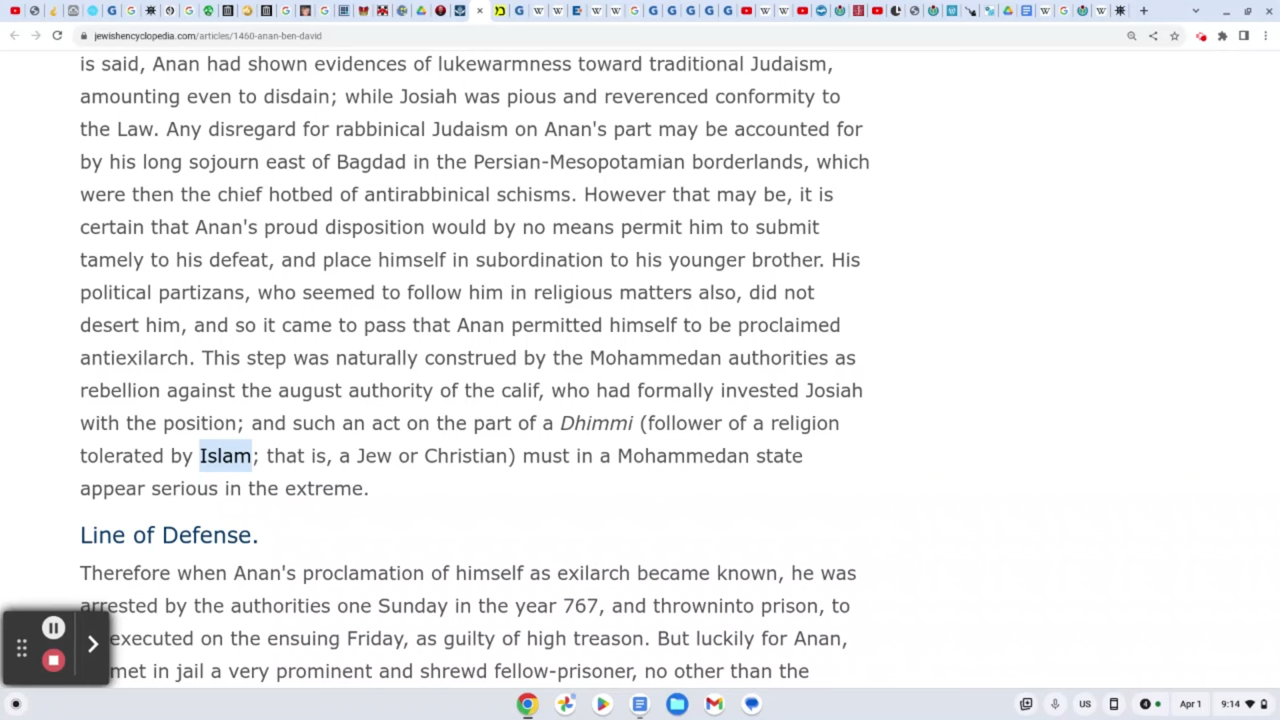 jewishencyclopedia.com/articles/1460-anan-ben-david
is said, Anan had shown evidences of lukewarmness toward traditional Judaism,
amounting even to disdain; while Josiah was pious and reverenced conformity to
the Law. Any disregard for rabbinical Judaism on Anan's part may be accounted for
by his long sojourn east of Bagdad in the Persian-Mesopotamian borderlands, which
were then the chief hotbed of antirabbinical schisms. However that may be, it is
certain that Anan's proud disposition would by no means permit him to submit
tamely to his defeat, and place himself in subordination to his younger brother. His
political partizans, who seemed to follow him in religious matters also, did not
desert him, and so it came to pass that Anan permitted himself to be proclaimed
antiexilarch. This step was naturally construed by the Mohammedan authorities as
rebellion against the august authority of the calif, who had formally invested Josiah
with the position; and such an act on the part of a Dhimmi (follower of a religion
tolerated by Islam; that is, a Jew or Christian) must in a Mohammedan state
appear serious in the extreme.
Line of Defense.
Therefore when Anan's proclamation of himself as exilarch became known, he was
arrested by the authorities one Sunday in the year 767, and throwninto prison, to
executed on the ensuing Friday, as guilty of high treason. But luckily for Anan,
met in jail a very prominent and shrewd fellow-prisoner, no other than the
US
4
Apr 1
9:14